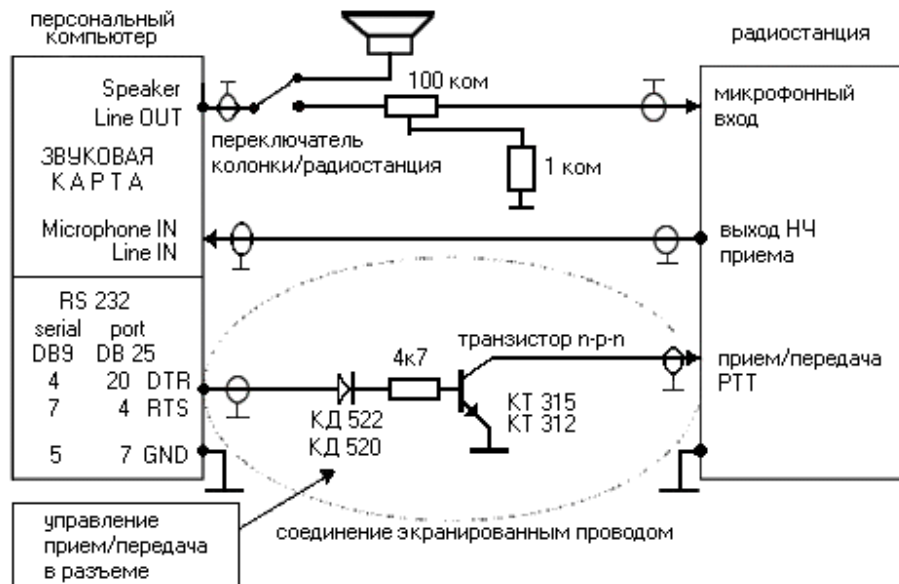 персональный
компьютер
радиостанция
Speaker
Line OUT
100 ком
микрофонный
вход
переключатель
колонки/радиостанция
1 ком
ЗВУКОВАЯ
КАРТА
Microphone IN
Line IN
выход НЧ
приема
RS 232
serial port
DB9 DB 25
4 20 DTR
7 4 RTS
5 7 GND
транзистор n-p-n
4к7
прием/передача
РТТ
КД 522
КД 520
КТ 315
КТ 312
соединение экранированным проводом
управление
прием/передача
в разъеме